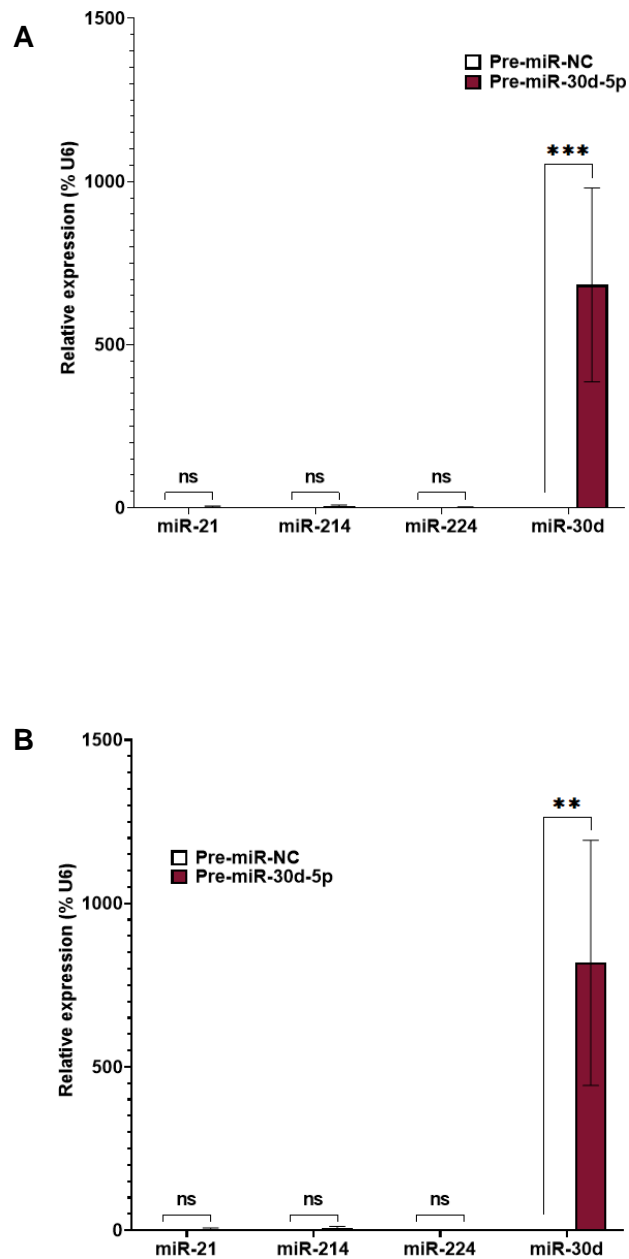 A
1500
1000
500
0
Relative expression (% U6)
Pre-miR-NC
Pre-miR-30d-5p
ns
ns
ns
***
miR-21
miR-214
miR-224
miR-30d
B
1500
1000
500
0
Relative expression (% U6)
Pre-miR-NC
Pre-miR-30d-5p
ns
ns
ns
**
miR-21
miR-214
miR-224
miR-30d